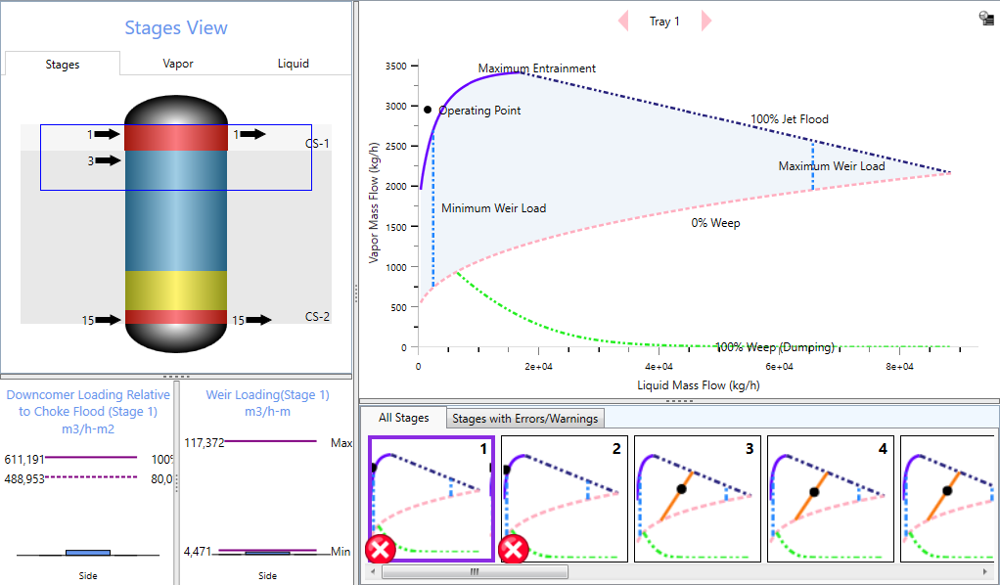 Stages View
Stages
Vapor
Liquid
1
1
CS-1
3
15
15
CS-2
Downcomer Loading Relative
to Choke Flood (Stage 1)
m3/h-m2
611,191
100%
488,953
80,0
Side
Weir Loading(Stage 1)
m3/h-m
117,372
Max
4,471
Min
Side
Tray 1
Vapor Mass Flow (kg/h)
3500
3000
2500
2000
1500
1000
500
0
Maximum Entrainment
Operating Point
100% Jet Flood
Maximum Weir Load
Minimum Weir Load
0% Weep
100% Weep (Dumping)
0
2e+04
4e+04
6e+04
8e+04
Liquid Mass Flow (kg/h)
All Stages
Stages with Errors/Warnings
1
2
3
4